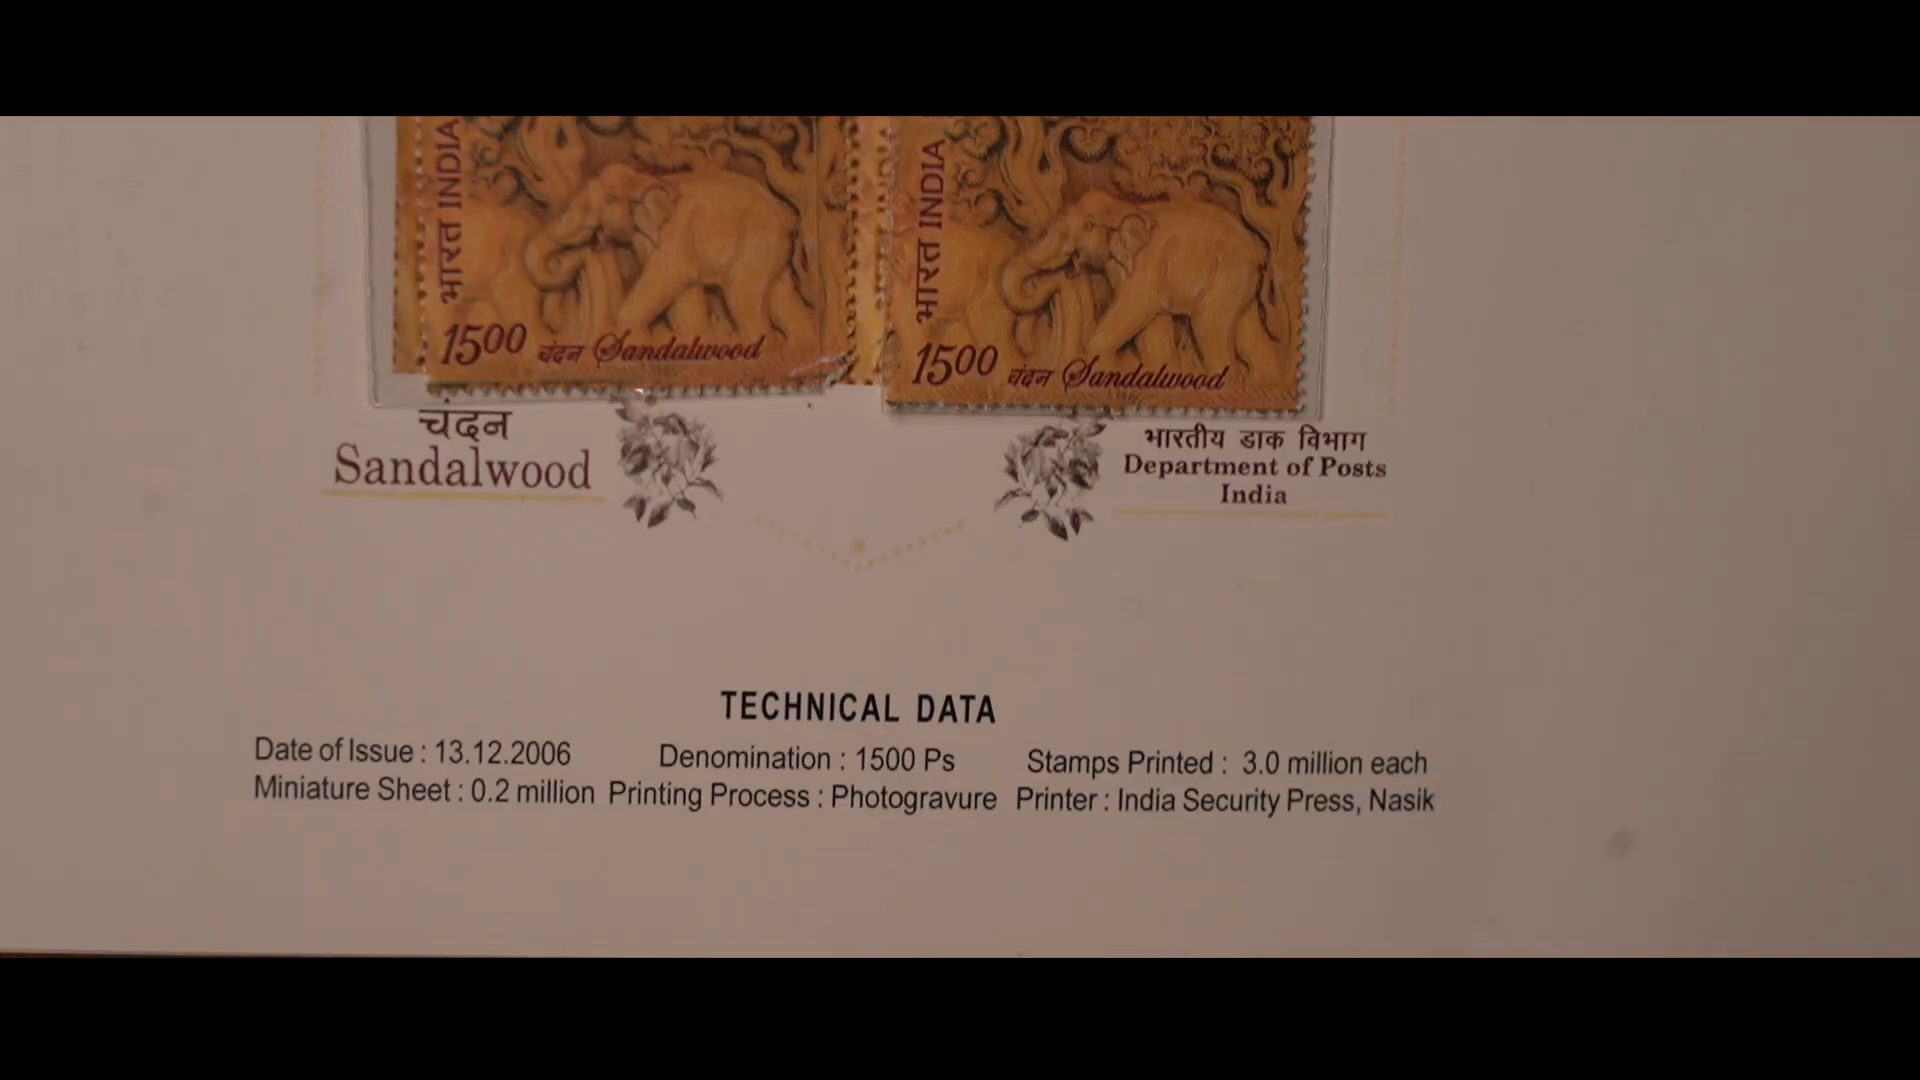 भारत INDIA
1500 चंदन Sandalwood
भारत INDIA
1500 चंदन Sandalwood
चंदन
Sandalwood
भारतीय डाक विभाग
Department of Posts
India
TECHNICAL DATA
Date of Issue : 13.12.2006 Denomination : 1500 Ps Stamps Printed : 3.0 million each
Miniature Sheet : 0.2 million Printing Process : Photogravure Printer : India Security Press, Nasik